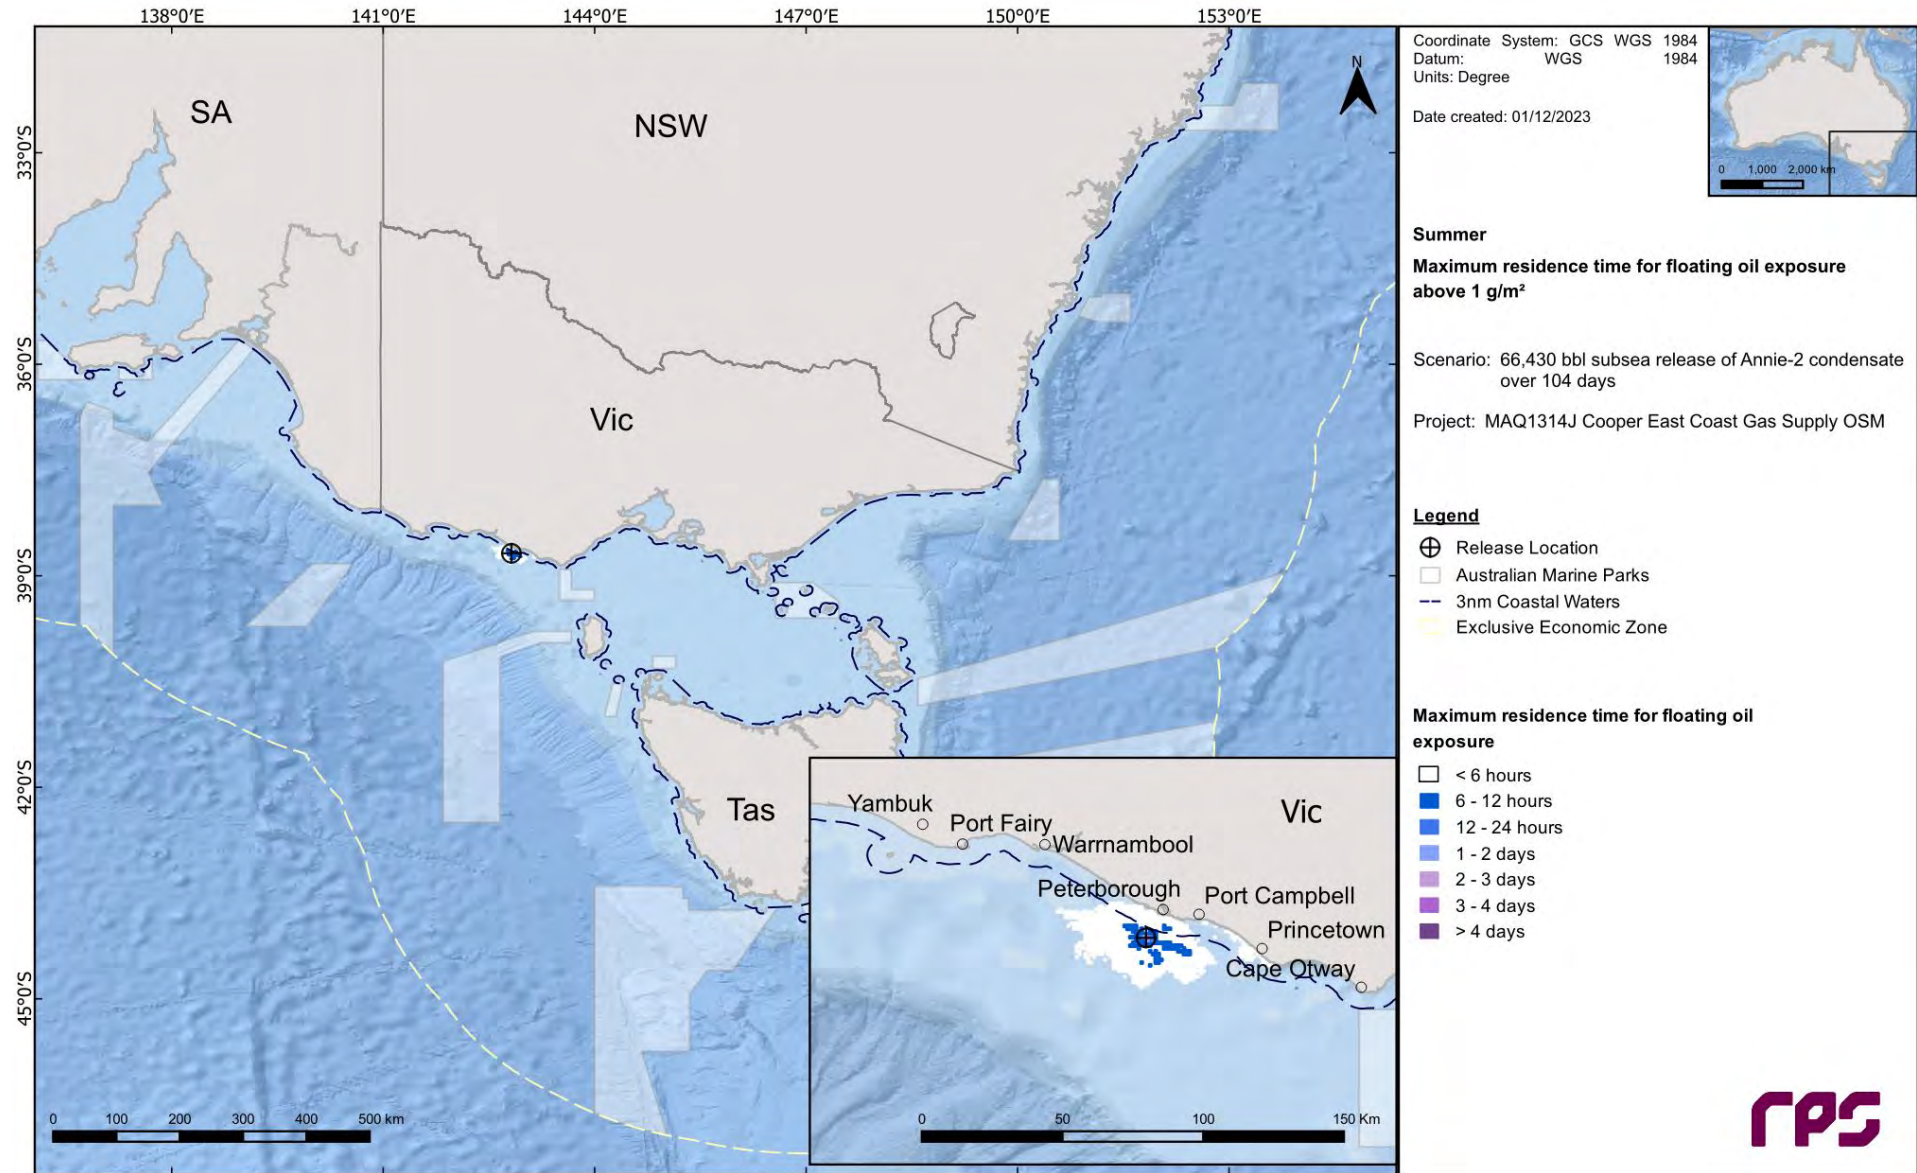 138°0'E 141°0'E 144°0'E 147°0'E 150°0'E 153°0'E
33°0'S
36°0'S
39°0'S
42°0'S
45°0'S
SA
NSW
Vic
Tas
N
0 100 200 300 400 500 km
Yambuk
Port Fairy
Warrnambool
Vic
Peterborough
Port Campbell
Princetown
Cape Otway
0 50 100 150 Km
Coordinate System: GCS WGS 1984
Datum: WGS 1984
Units: Degree
Date created: 01/12/2023
0 1,000 2,000 km
Summer
Maximum residence time for floating oil exposure
above 1 g/m²
Scenario: 66,430 bbl subsea release of Annie-2 condensate
over 104 days
Project: MAQ1314J Cooper East Coast Gas Supply OSM
Legend
Release Location
Australian Marine Parks
3nm Coastal Waters
Exclusive Economic Zone
Maximum residence time for floating oil
exposure
< 6 hours
6 - 12 hours
12 - 24 hours
1 - 2 days
2 - 3 days
3 - 4 days
> 4 days
rps